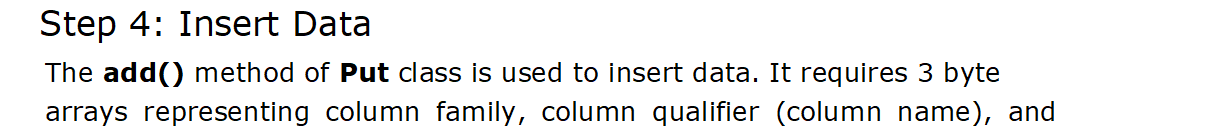 Step 4: Insert Data
The add() method of Put class is used to insert data. It requires 3 byte
arrays representing column family, column qualifier (column name), and